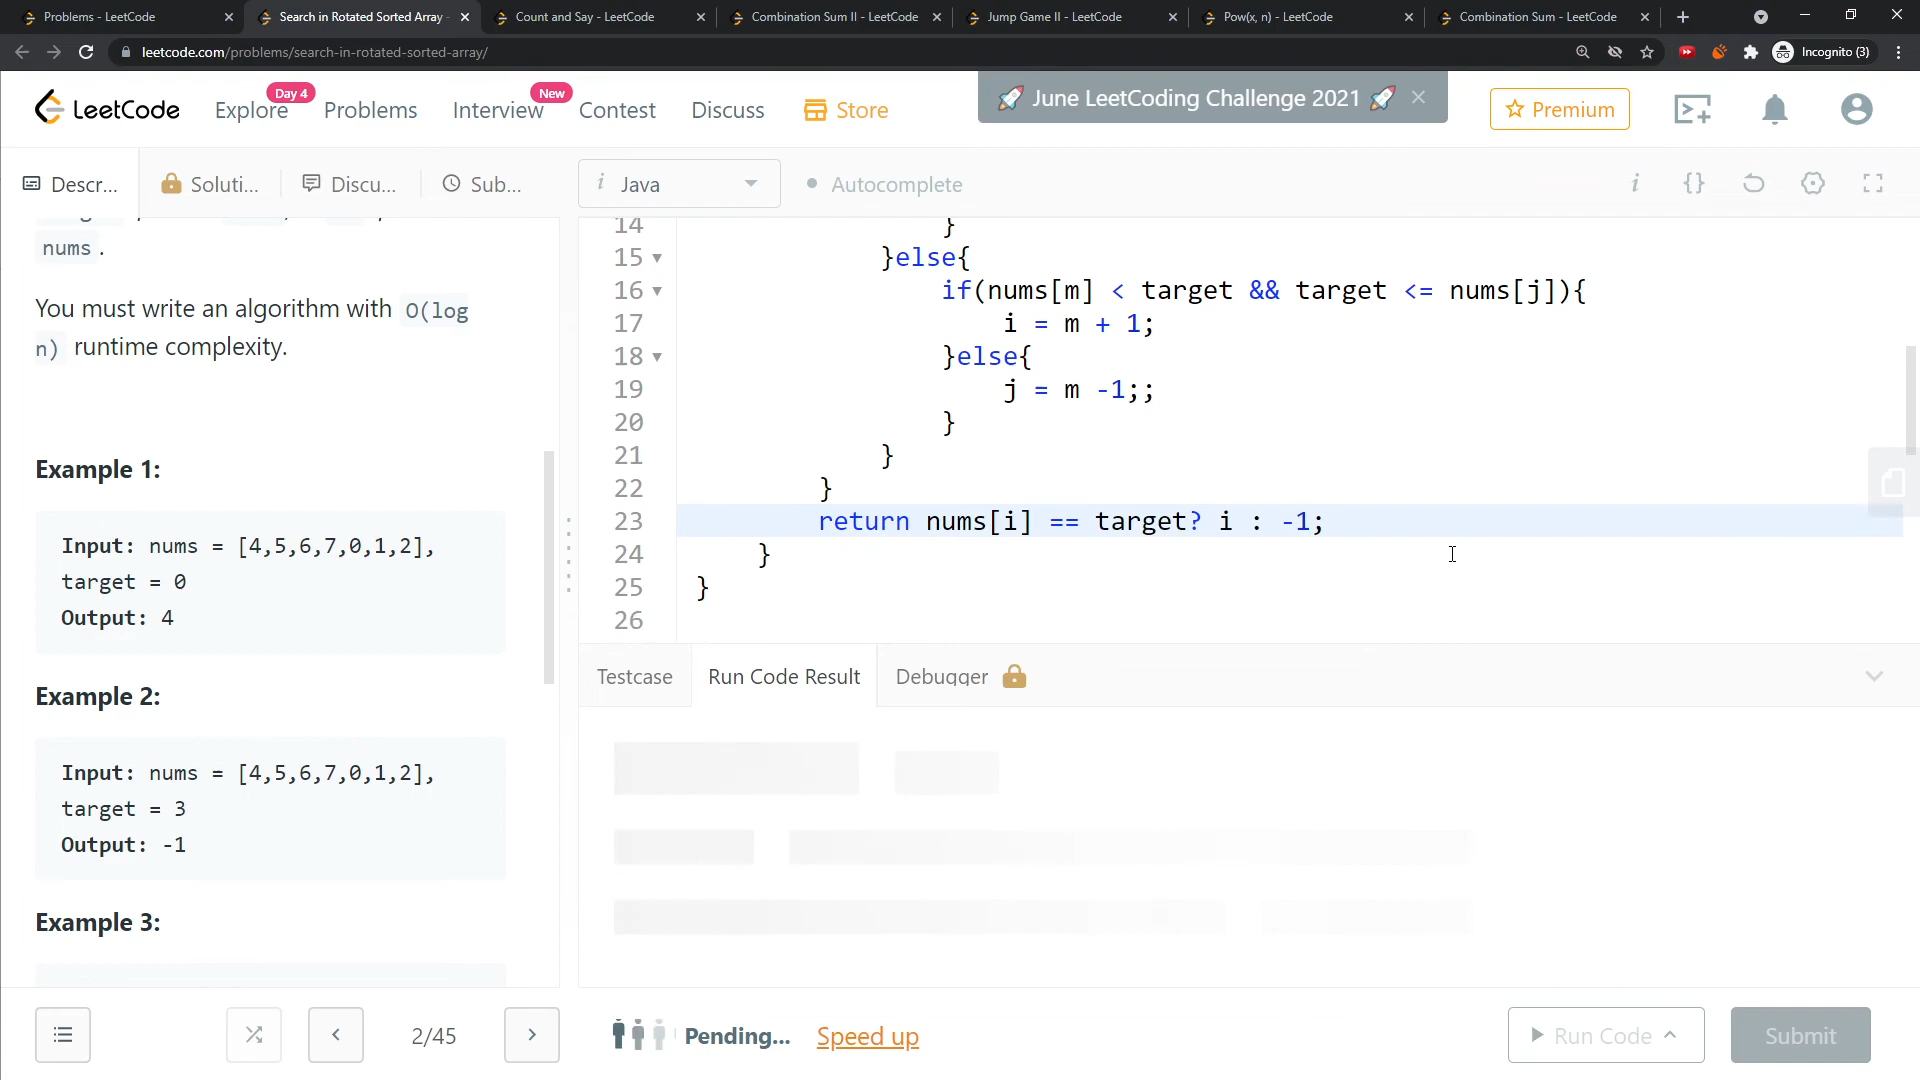 Problems - LeetCode
Search in Rotated Sorted Array -
Count and Say - LeetCode
Combination Sum II - LeetCode
Jump Game II - LeetCode
Pow(x, n) - LeetCode
Combination Sum - LeetCode
leetcode.com/problems/search-in-rotated-sorted-array/
Incognito (3)
LeetCode
Explore
Day 4
Problems
Interview
New
Contest
Discuss
Store
🚀 June LeetCoding Challenge 2021 🚀
Premium
Descr...
Soluti...
Discu...
Sub...
i Java
Autocomplete
nums .
You must write an algorithm with O(log
n) runtime complexity.
Example 1:
Input: nums = [4,5,6,7,0,1,2],
target = 0
Output: 4
Example 2:
Input: nums = [4,5,6,7,0,1,2],
target = 3
Output: -1
Example 3:
14 }
15 }else{
16 if(nums[m] < target && target <= nums[j]){
17 i = m + 1;
18 }else{
19 j = m -1;;
20 }
21 }
22 }
23 return nums[i] == target? i : -1;
24 }
25 }
26
Testcase
Run Code Result
Debugger
2/45
Pending...
Speed up
Run Code
Submit